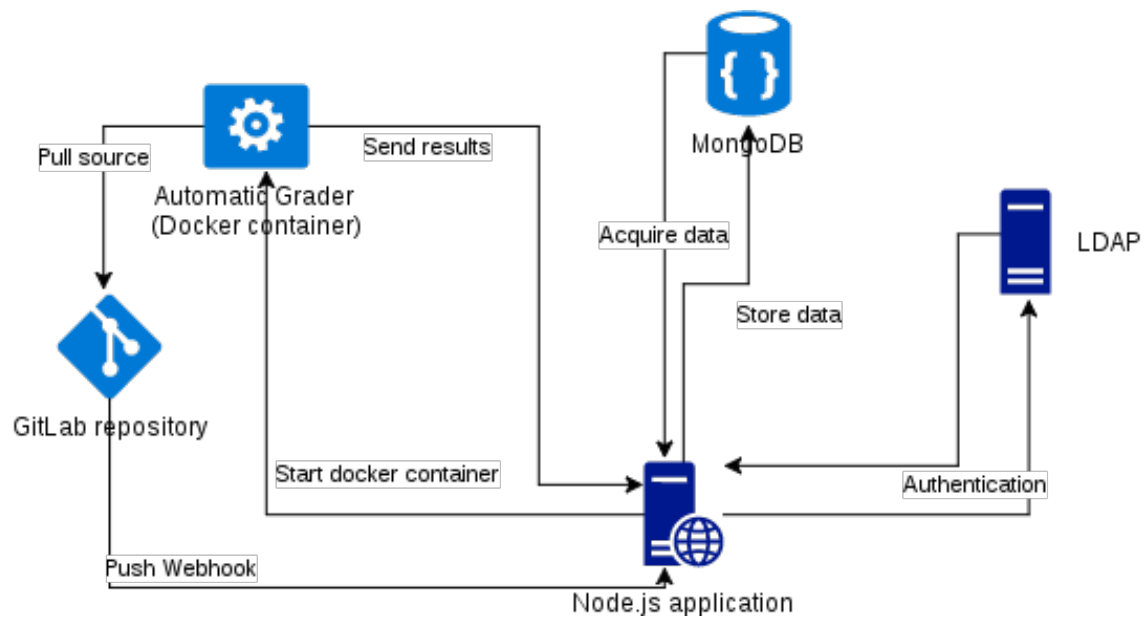 MongoDB
Pull source
Send results
Automatic Grader
(Docker container)
Acquire data
LDAP
Store data
GitLab repository
Start docker container
Authentication
Push Webhook
Node.js application